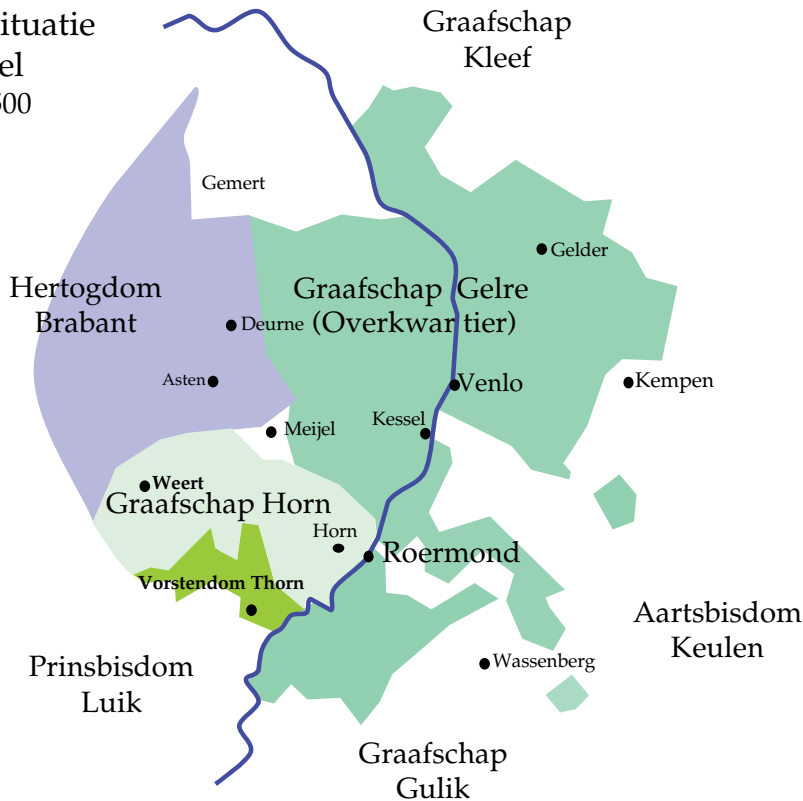 ituatie
el
500
Graafschap
Kleef
Gemert
Gelder
Hertogdom
Brabant
Graafschap Gelre
(Overkwartier)
Deurne
Asten
Venlo
Kempen
Kessel
Meijel
Weert
Graafschap Horn
Horn
Roermond
Vorstendom Thorn
Aartsbisdom
Keulen
Wassenberg
Prinsbisdom
Luik
Graafschap
Gulik